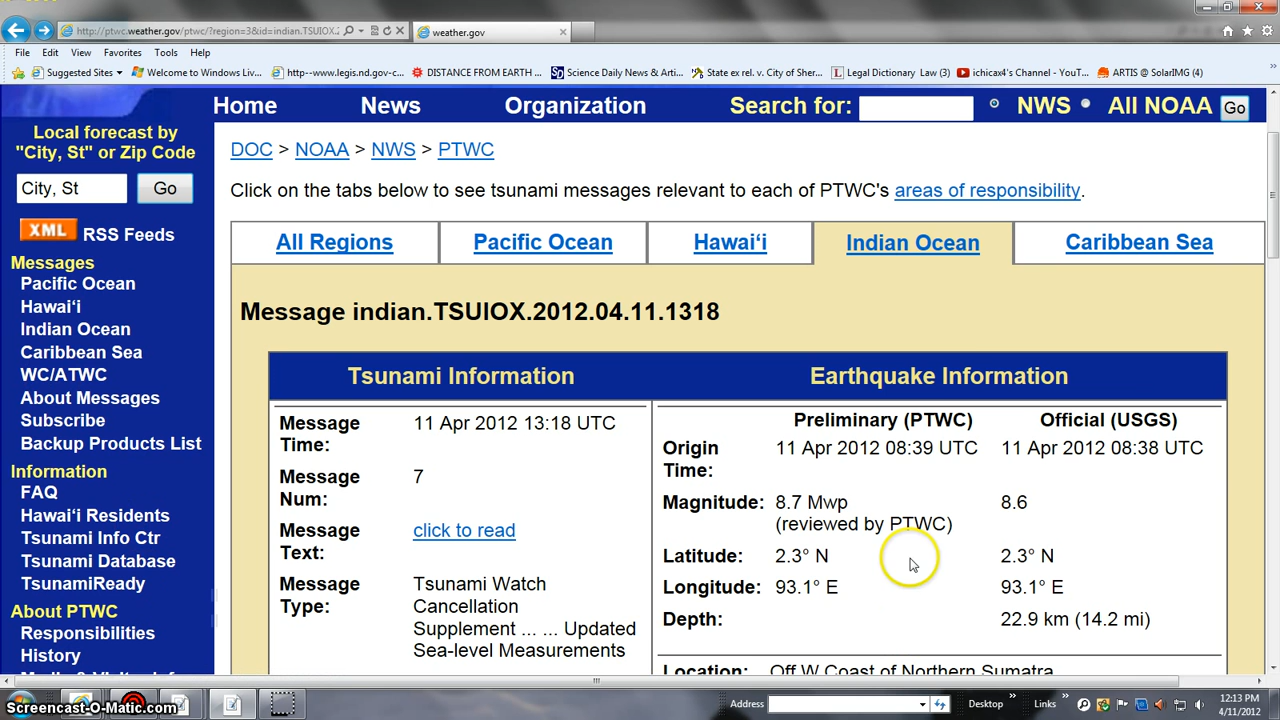 http://ptwc.weather.gov/ptwc/?region=3&id=indian.TSUIOX.2
weather.gov
File Edit View Favorites Tools Help
Suggested Sites Welcome to Windows Liv... http--www.legis.nd.gov-c... DISTANCE FROM EARTH ... Science Daily News & Arti... State ex rel. v. City of Sher... Legal Dictionary Law (3) ichicax4's Channel - YouT... ARTIS @ SolarIMG (4)
Home News Organization Search for: NWS All NOAA Go
Local forecast by
"City, St" or Zip Code
City, St Go
XML RSS Feeds
Messages
Pacific Ocean
Hawaiʻi
Indian Ocean
Caribbean Sea
WC/ATWC
About Messages
Subscribe
Backup Products List
Information
FAQ
Hawaiʻi Residents
Tsunami Info Ctr
Tsunami Database
TsunamiReady
About PTWC
Responsibilities
History
DOC > NOAA > NWS > PTWC
Click on the tabs below to see tsunami messages relevant to each of PTWC's areas of responsibility.
All Regions Pacific Ocean Hawaiʻi Indian Ocean Caribbean Sea
Message indian.TSUIOX.2012.04.11.1318
Tsunami Information
Message Time: 11 Apr 2012 13:18 UTC
Message Num: 7
Message Text: click to read
Message Type: Tsunami Watch
Cancellation
Supplement ... ... Updated
Sea-level Measurements
Earthquake Information
Preliminary (PTWC) Official (USGS)
Origin Time: 11 Apr 2012 08:39 UTC 11 Apr 2012 08:38 UTC
Magnitude: 8.7 Mwp 8.6
(reviewed by PTWC)
Latitude: 2.3° N 2.3° N
Longitude: 93.1° E 93.1° E
Depth: 22.9 km (14.2 mi)
Location: Off W Coast of Northern Sumatra
Screencast-O-Matic.com
Address Desktop » Links »
12:13 PM
4/11/2012